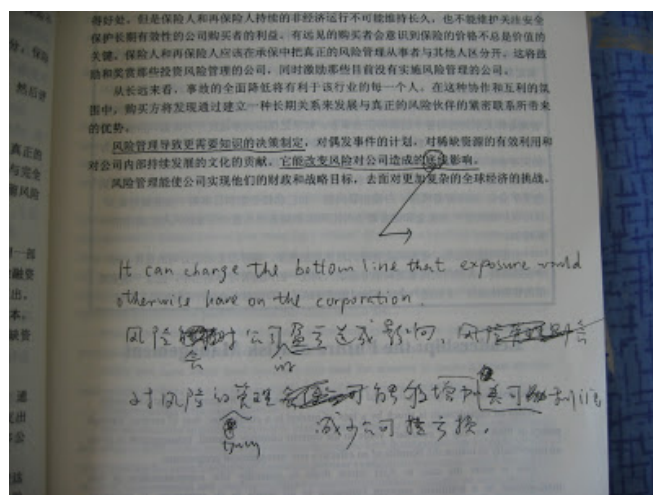 得好处。但是保险人和再保险人持续的非经济运行不可能维持长久，也不能维护关注安全
保护长期有效性的公司购买者的利益。有远见的购买者会意识到保险的价格不总是价值的
关键。保险人和再保险人应该在承保中把真正的风险管理从事者与其他人区分开。这将鼓
励和奖赏那些投资风险管理的公司，同时激励那些目前没有实施风险管理的公司。
从长远来看，事故的全面降低将有利于该行业的每一个人。在这种协作和互利的氛
围中，购买方将发现通过建立一种长期关系来发展与真正的风险伙伴的紧密联系所带来
的优势。
风险管理导致更需要知识的决策制定，对偶发事件的计划，对稀缺资源的有效利用和
对公司内部持续发展的文化的贡献。它能改变风险对公司造成的影响。
风险管理能使公司实现他们的财政和战略目标，去面对更加复杂的全球经济的挑战。
It can change the bottom line that exposure would
otherwise have on the corporation.
风险会对公司盈亏造成影响，风险
对风险的管理可能够增加
减少公司亏损。
然后曾
真正的
与完全
融资
出。
本。